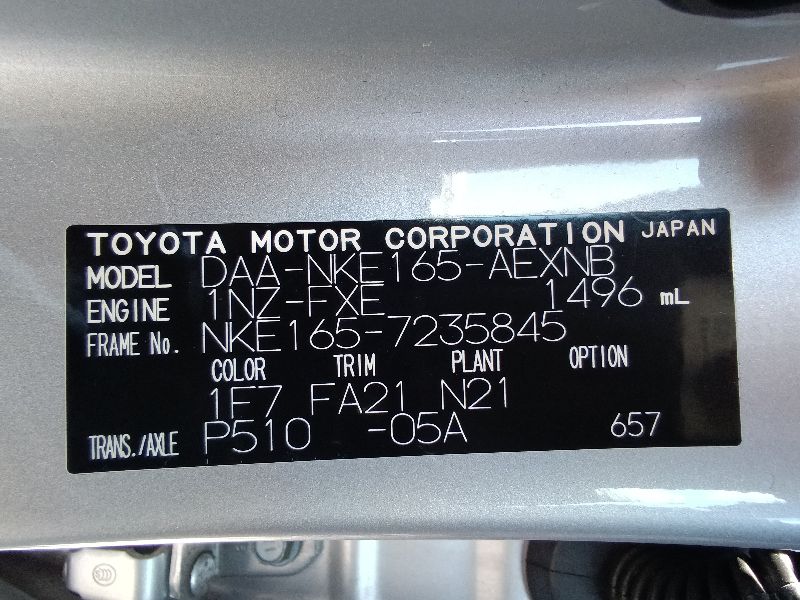 TOYOTA MOTOR CORPORATION JAPAN
MODEL DAA-NKE165-AEXNB
ENGINE 1NZ-FXE 1496 mL
FRAME No. NKE165-7235845
COLOR TRIM PLANT OPTION
1F7 FA21 N21
TRANS./AXLE P510 -05A 657